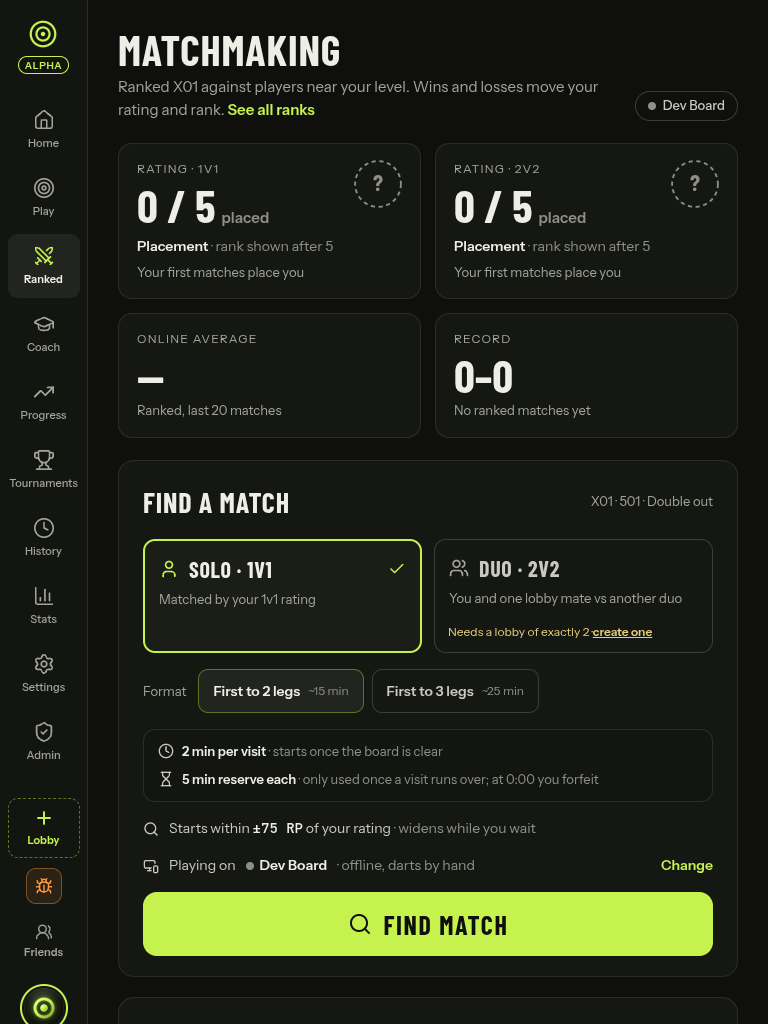 ALPHA
Home
Play
Ranked
Coach
Progress
Tournaments
History
Stats
Settings
Admin
Lobby
Friends
MATCHMAKING
Ranked X01 against players near your level. Wins and losses move your
rating and rank. See all ranks
Dev Board
RATING · 1V1
?
0 / 5 placed
Placement · rank shown after 5
Your first matches place you
RATING · 2V2
?
0 / 5 placed
Placement · rank shown after 5
Your first matches place you
ONLINE AVERAGE
–
Ranked, last 20 matches
RECORD
0–0
No ranked matches yet
FIND A MATCH
X01 · 501 · Double out
SOLO · 1V1
Matched by your 1v1 rating
DUO · 2V2
You and one lobby mate vs another duo
Needs a lobby of exactly 2 · create one
Format
First to 2 legs ~15 min
First to 3 legs ~25 min
2 min per visit · starts once the board is clear
5 min reserve each · only used once a visit runs over; at 0:00 you forfeit
Starts within ±75 RP of your rating · widens while you wait
Playing on Dev Board · offline, darts by hand
Change
FIND MATCH